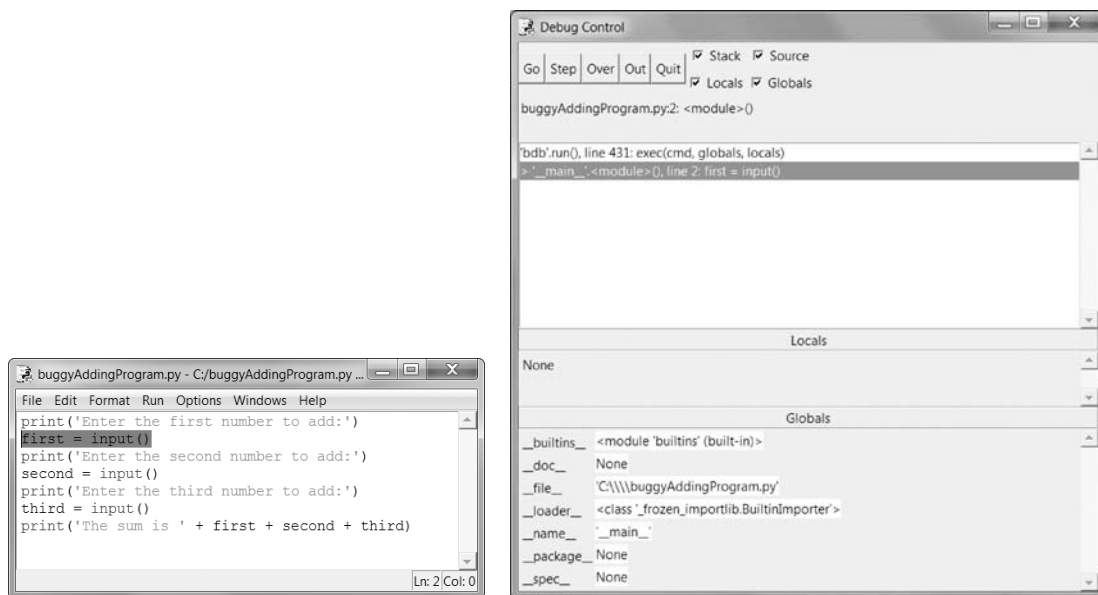 buggyAddingProgram.py - C:/buggyAddingProgram.py ...
File Edit Format Run Options Windows Help
print('Enter the first number to add:')
first = input()
print('Enter the second number to add:')
second = input()
print('Enter the third number to add:')
third = input()
print('The sum is ' + first + second + third)
Ln: 2 Col: 0
Debug Control
Go Step Over Out Quit
Stack Source
Locals Globals
buggyAddingProgram.py:2: <module>()
'bdb'.run(), line 431: exec(cmd, globals, locals)
> '__main__'.<module>(), line 2: first = input()
Locals
None
Globals
__builtins__ <module 'builtins' (built-in)>
__doc__ None
__file__ 'C:\\\\buggyAddingProgram.py'
__loader__ <class '_frozen_importlib.BuiltinImporter'>
__name__ '__main__'
__package__ None
__spec__ None